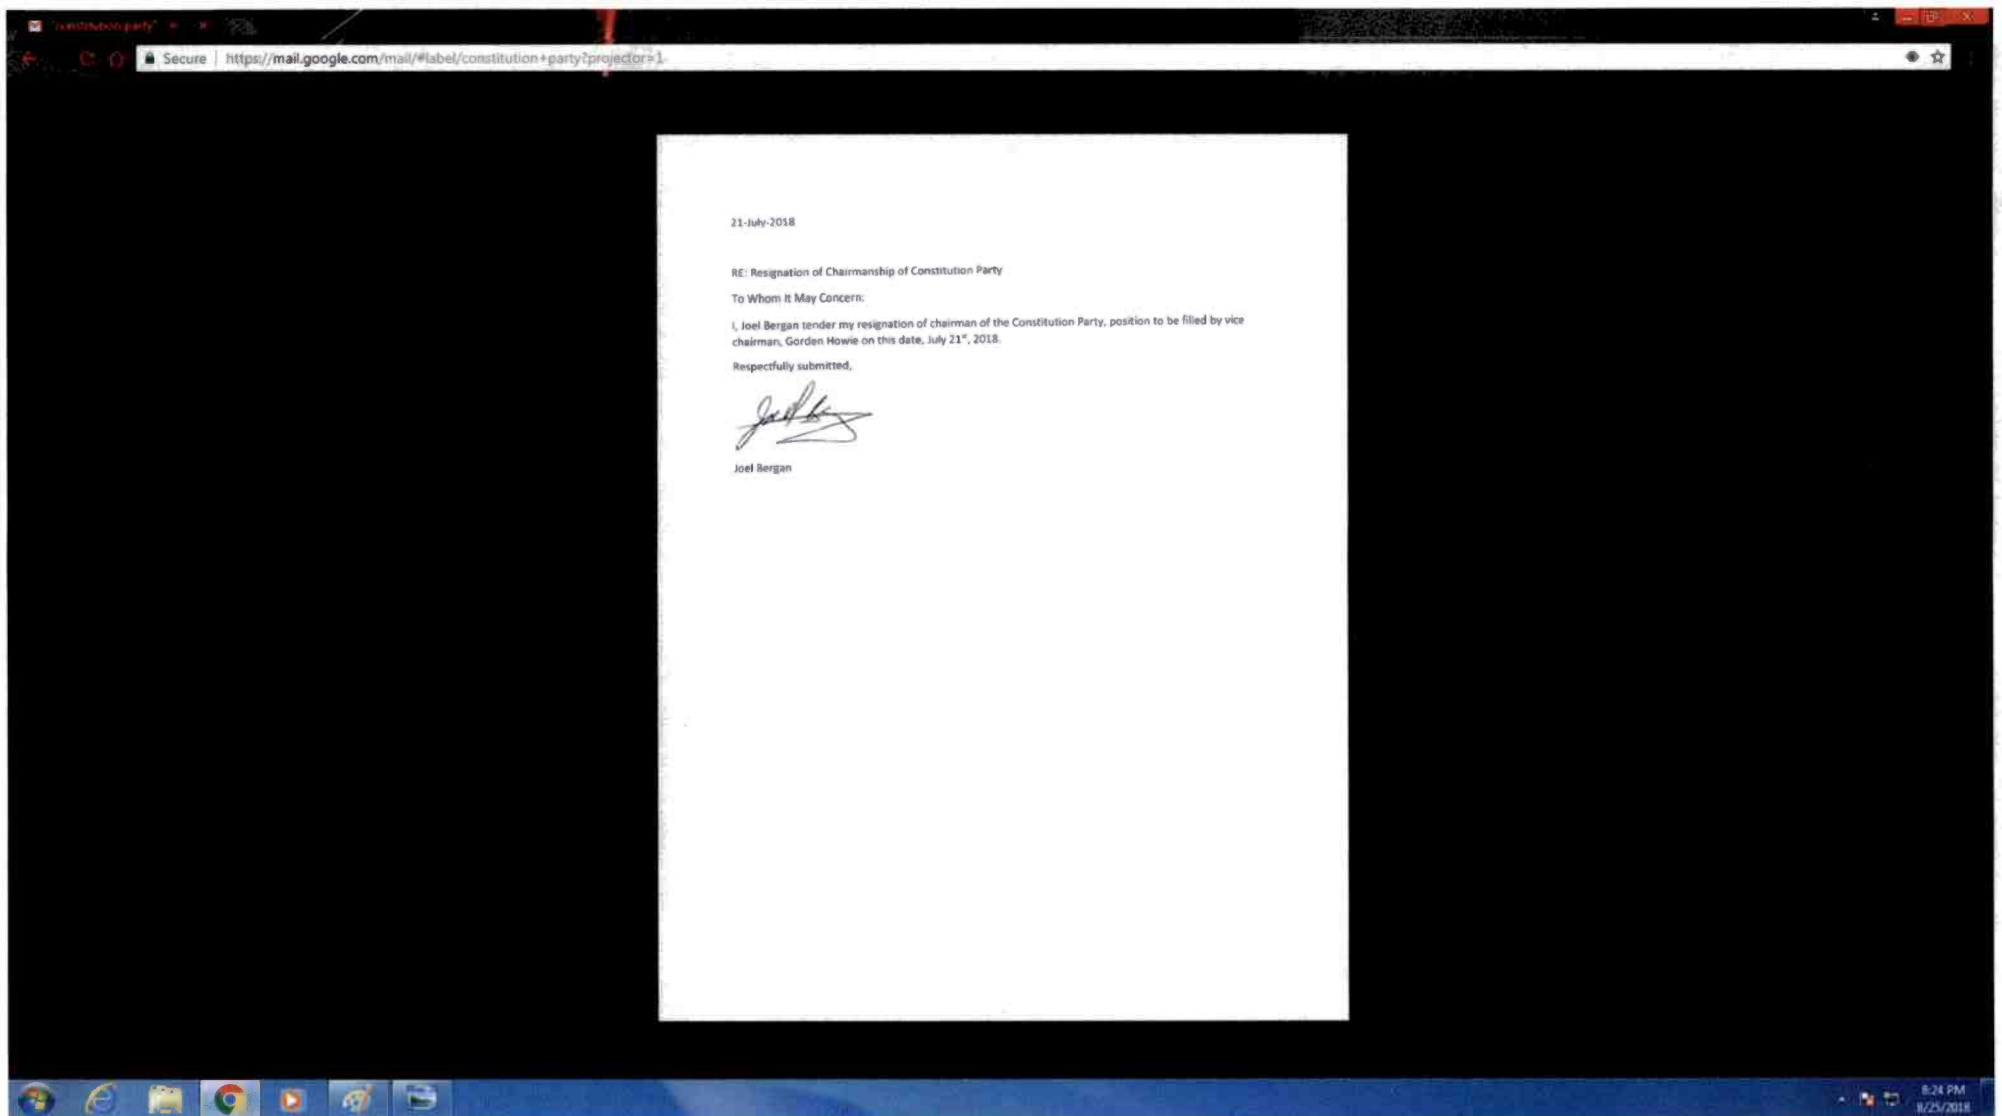 "constitution party"
Secure https://mail.google.com/mail/#label/constitution+party?projector=1
21-July-2018
RE: Resignation of Chairmanship of Constitution Party
To Whom It May Concern:
I, Joel Bergan tender my resignation of chairman of the Constitution Party, position to be filled by vice
chairman, Gorden Howie on this date, July 21st, 2018.
Respectfully submitted,
Joel Bergan
8:24 PM
8/25/2018